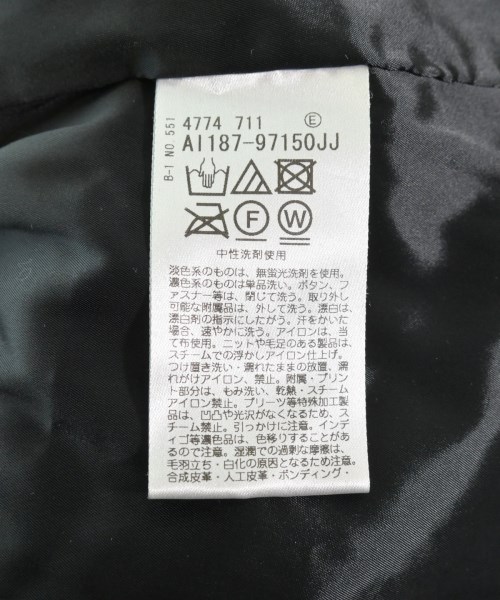 B-1 NO.551
4774 711 Ⓔ
AI187-97150JJ
F W
中性洗剤使用
淡色系のものは、無蛍光洗剤を使用。
濃色系のものは単品洗い。ボタン、フ
ァスナー等は、閉じて洗う。取り外し
可能な附属品は、外して洗う。漂白は、
漂白剤の指示にしたがう。汗をかいた
場合、速やかに洗う。アイロンは、当
て布使用。ニットや毛足のある製品は、
スチームでの浮かしアイロン仕上げ。
つけ置き洗い・濡れたままの放置、濡
れがけアイロン、禁止。附属・プリン
ト部分は、もみ洗い、乾熱・スチーム
アイロン禁止。プリーツ等特殊加工製
品は、凹凸や光沢がなくなるため、ス
チーム禁止。引っかけに注意。インデ
ィゴ等濃色品は、色移りすることがあ
るので注意。湿潤での過剰な摩擦は、
毛羽立ち・白化の原因となるため注意。
合成皮革・人工皮革・ボンディング・